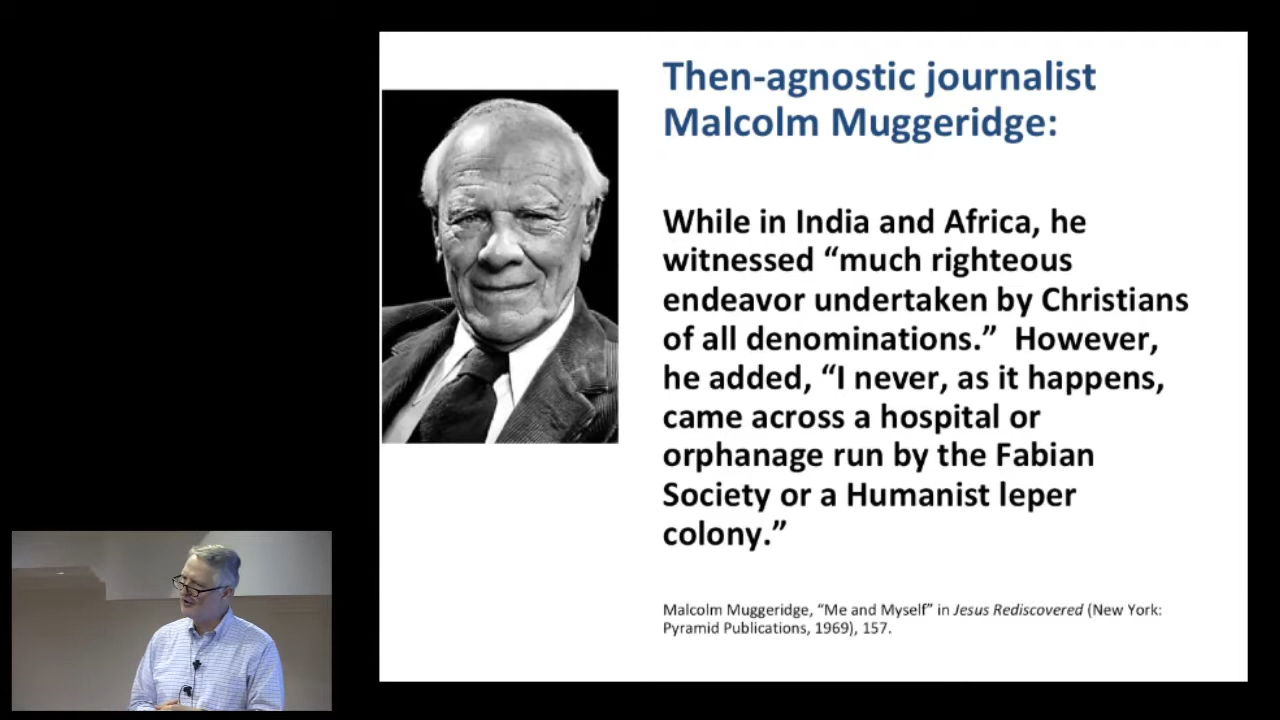 Then-agnostic journalist
Malcolm Muggeridge:
While in India and Africa, he
witnessed “much righteous
endeavor undertaken by Christians
of all denominations.”  However,
he added, “I never, as it happens,
came across a hospital or
orphanage run by the Fabian
Society or a Humanist leper
colony.”
Malcolm Muggeridge, “Me and Myself” in Jesus Rediscovered (New York:
Pyramid Publications, 1969), 157.